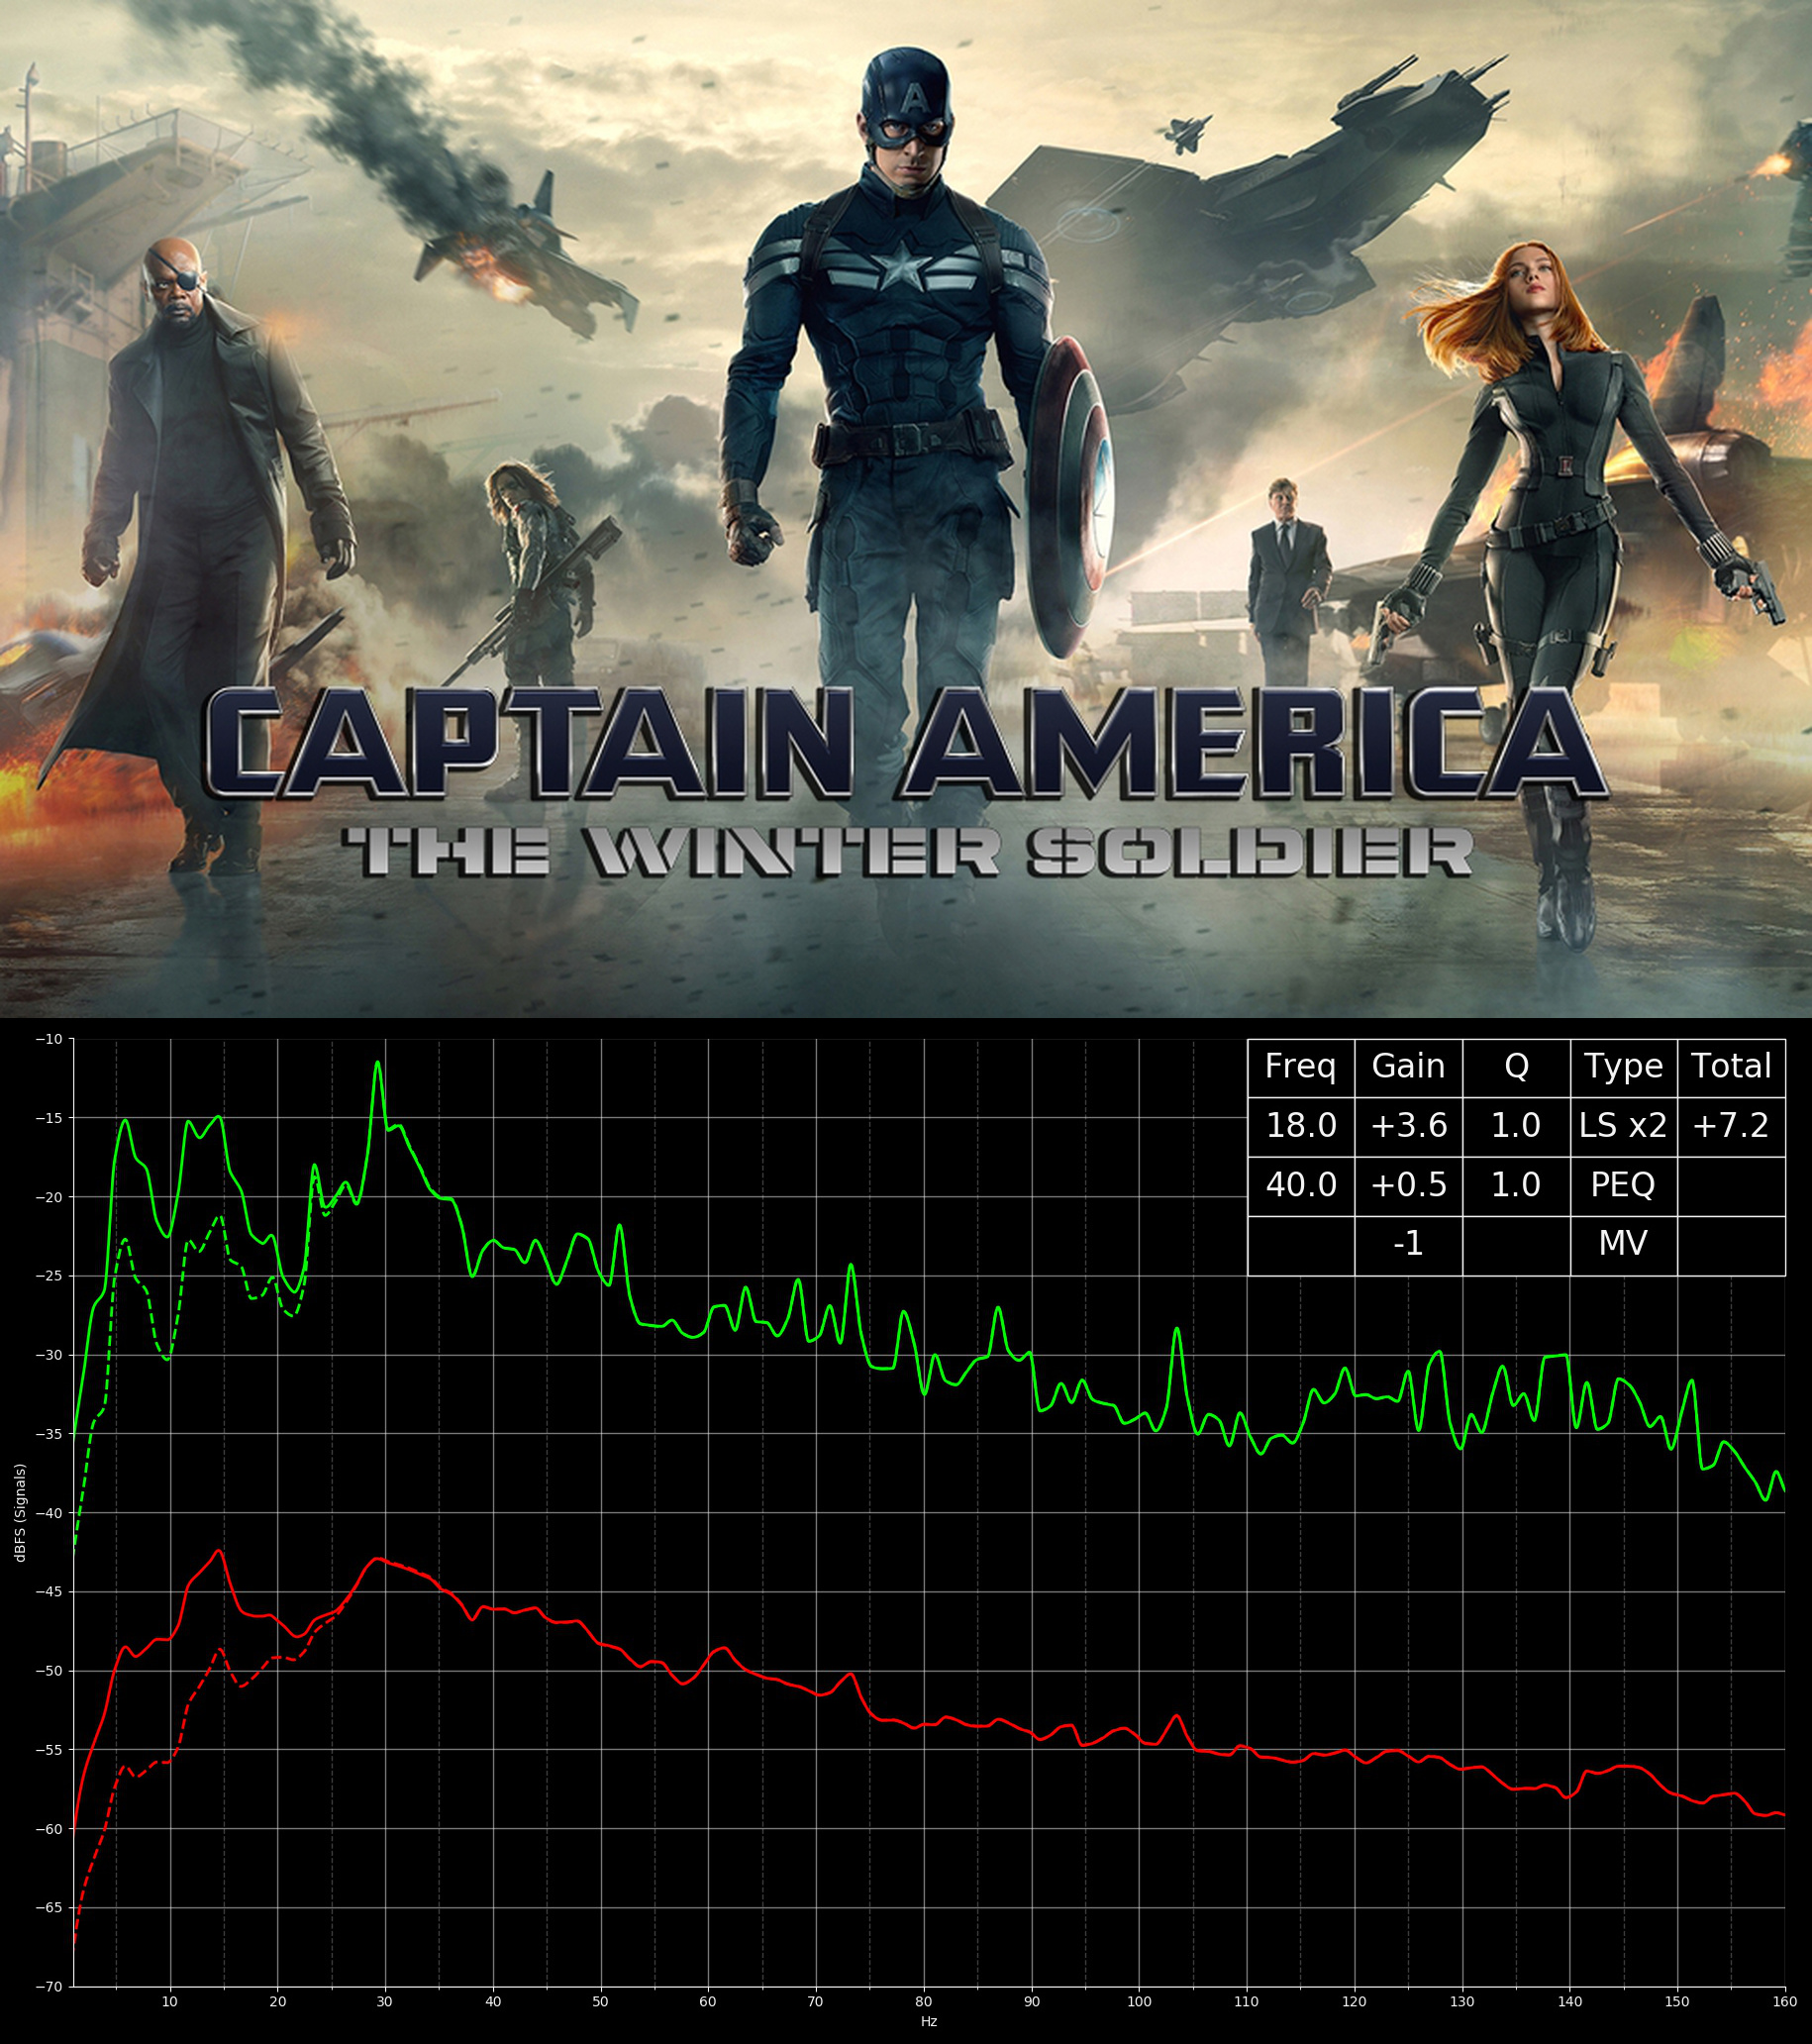 A
CAPTAIN AMERICA
THE WINTER SOLDIER
Freq Gain Q Type Total
18.0 +3.6 1.0 LS x2 +7.2
40.0 +0.5 1.0 PEQ
-1 MV
−10
−15
−20
−25
−30
−35
−40
−45
−50
−55
−60
−65
−70
dBFS (Signals)
10 20 30 40 50 60 70 80 90 100 110 120 130 140 150 160
Hz